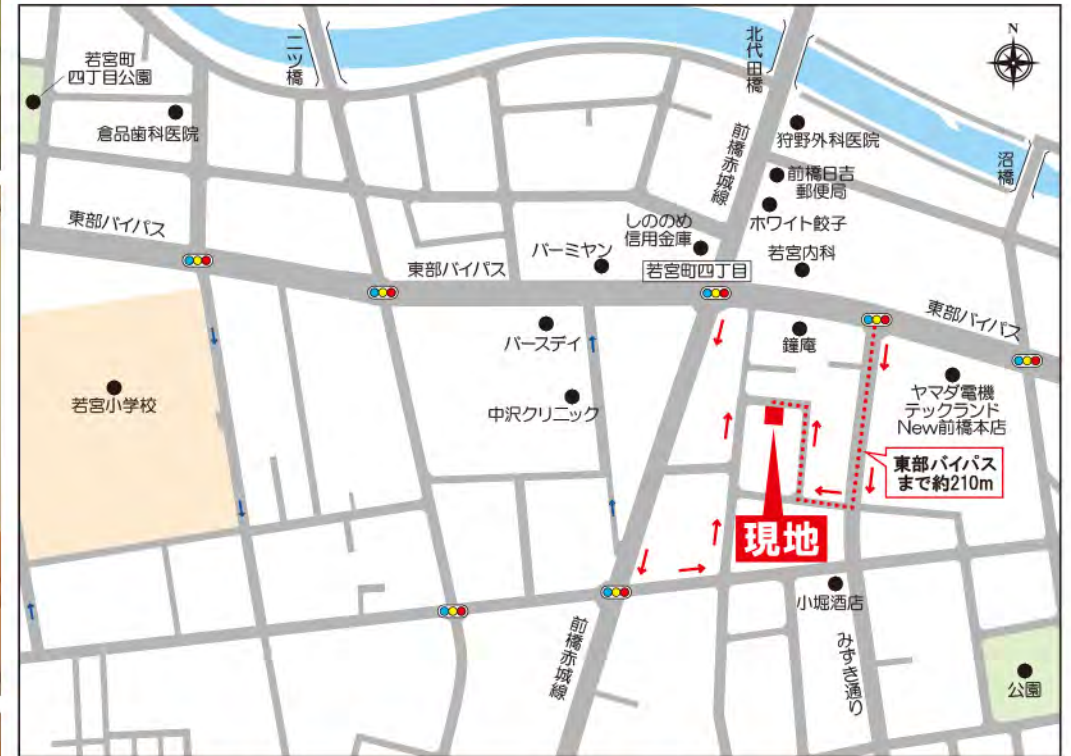 N
二ツ橋
北代田橋
若宮町
四丁目公園
倉品歯科医院
前橋赤城線
狩野外科医院
沼橋
前橋日吉
郵便局
ホワイト餃子
東部バイパス
しののめ
信用金庫
バーミヤン
若宮内科
東部バイパス
若宮町四丁目
東部バイパス
バースデイ
鐘庵
若宮小学校
中沢クリニック
ヤマダ電機
テックランド
New前橋本店
東部バイパス
まで約210m
現地
小堀酒店
前橋赤城線
みずき通り
公園